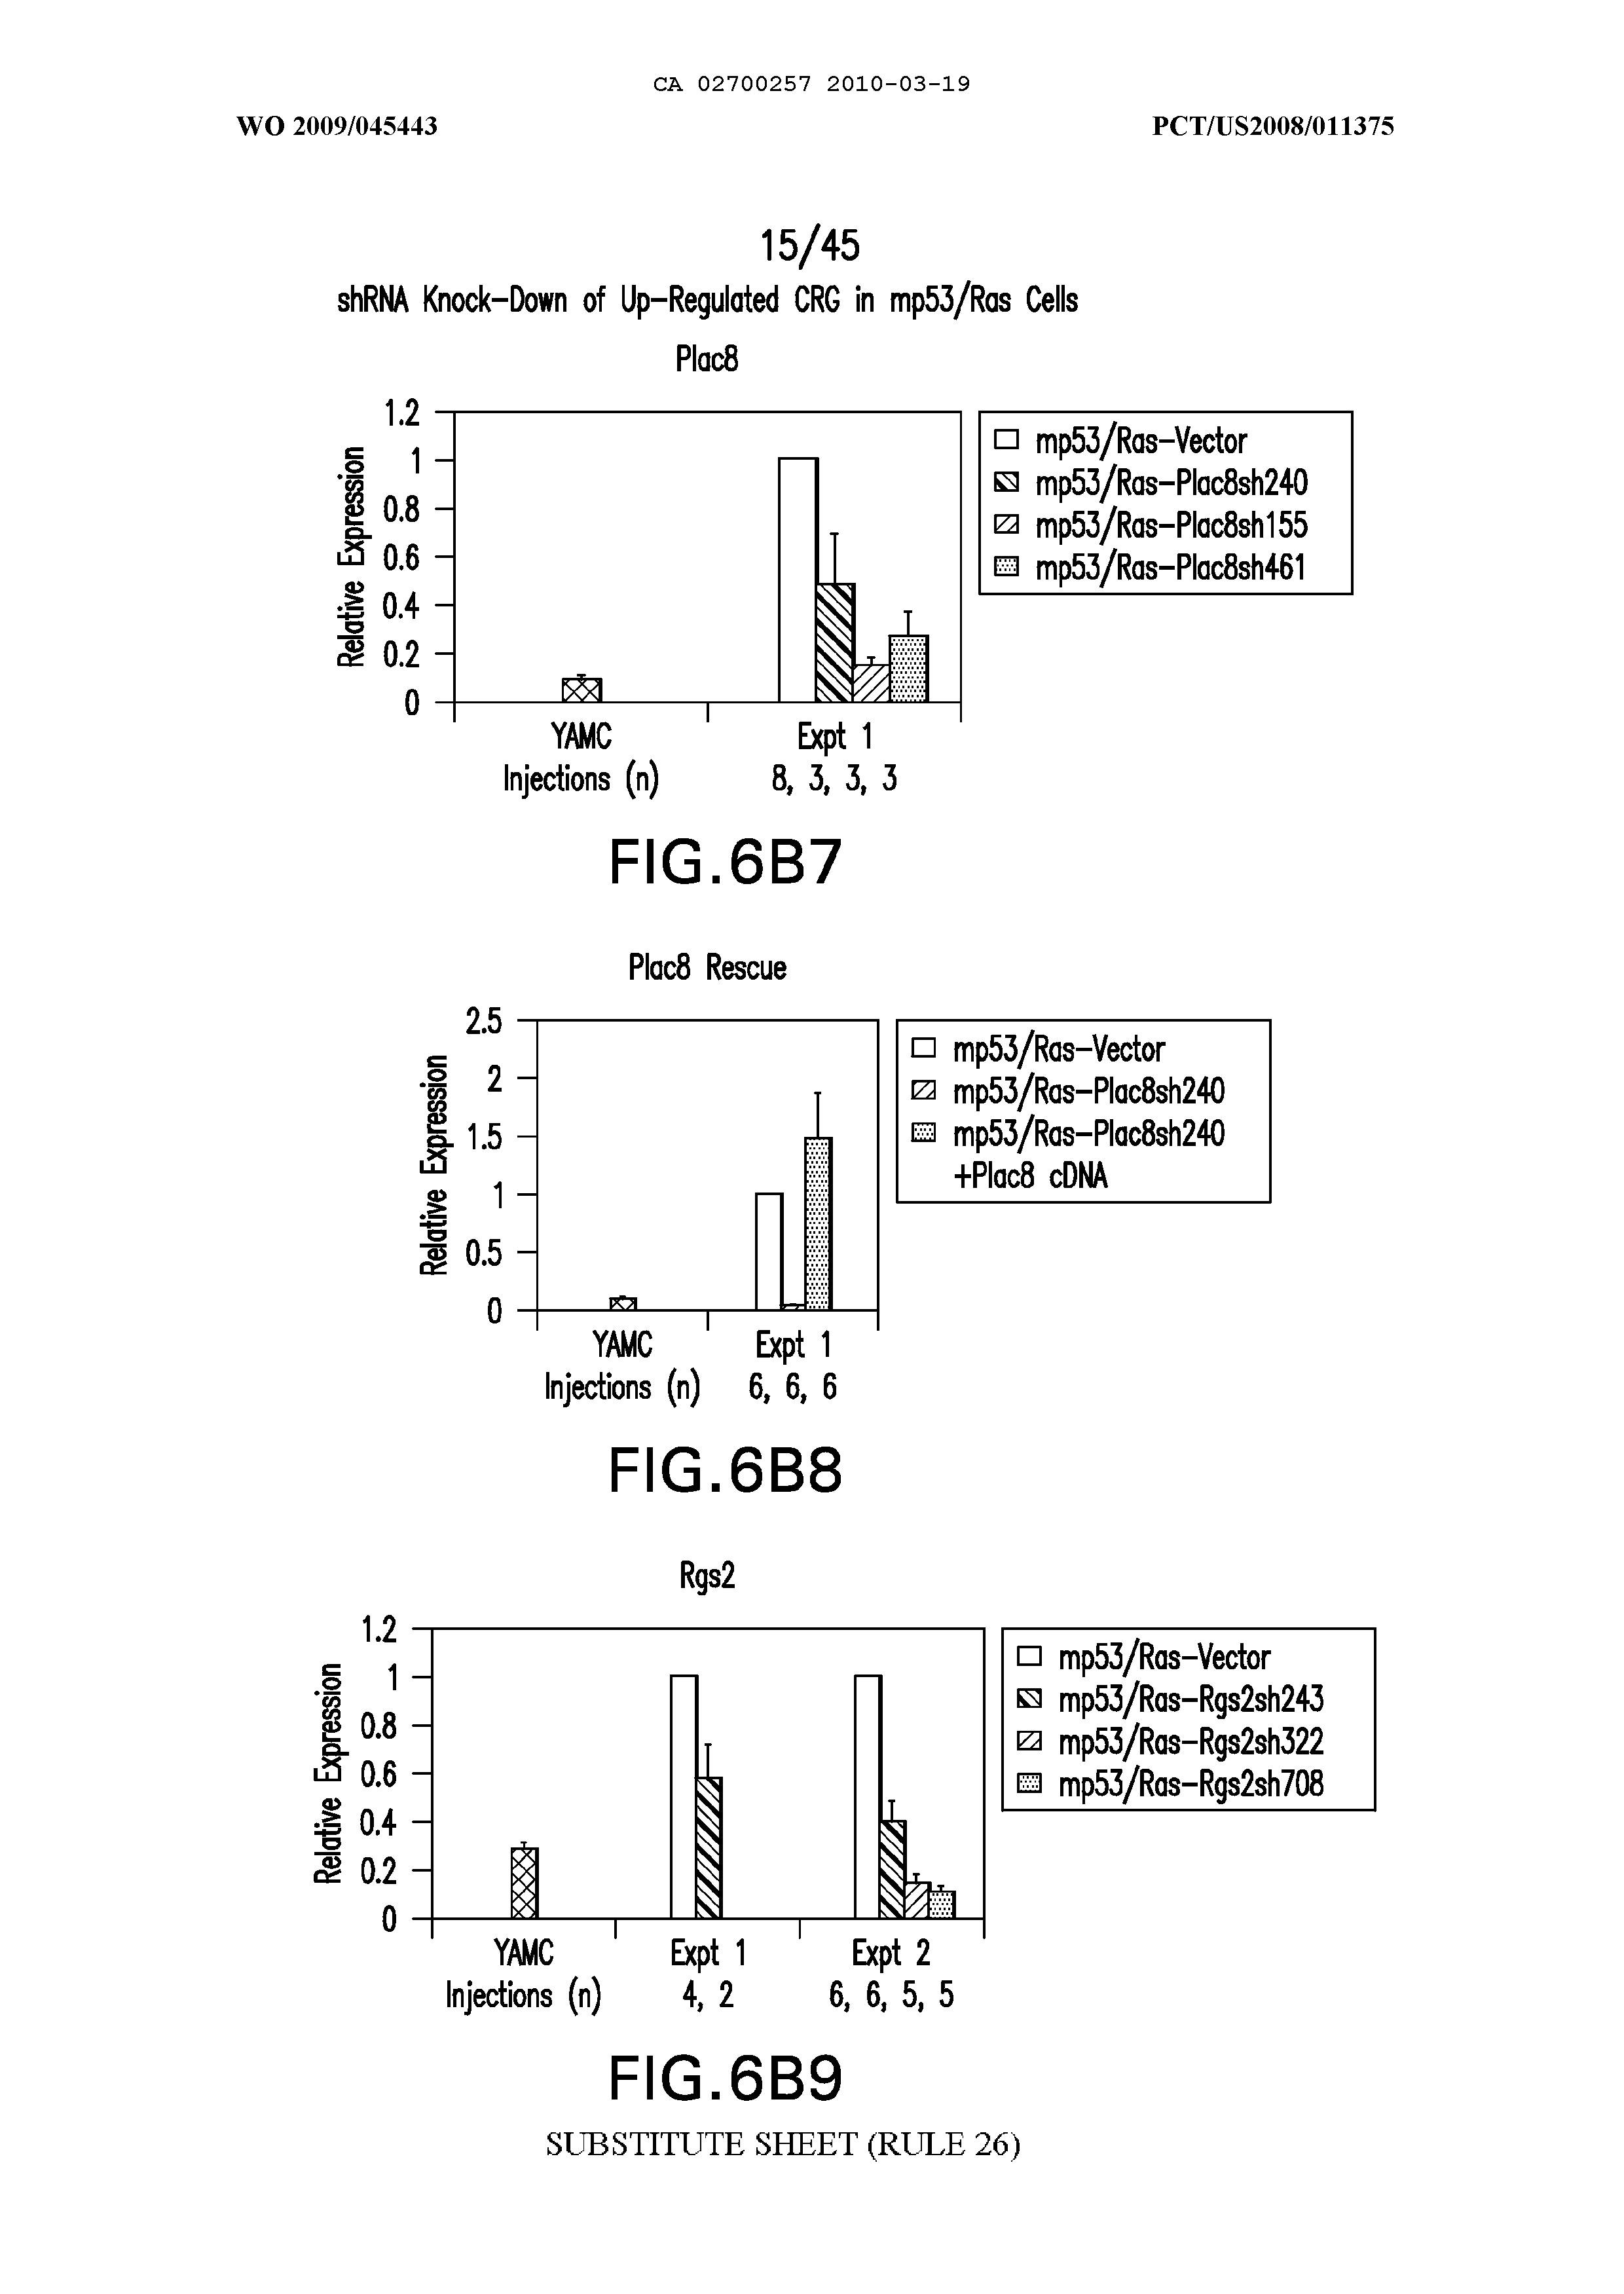 CA 02700257 2010-03-19
WO 2009/045443 PCT/US2008/011375
15/45
shRNA Knock-Down of Up-Regulated CRG in mp53/Ras Cells
Plac8
Relative Expression
1.2
1
0.8
0.6
0.4
0.2
0
YAMC Expt 1
Injections (n) 8, 3, 3, 3
mp53/Ras-Vector
mp53/Ras-Plac8sh240
mp53/Ras-Plac8sh155
mp53/Ras-Plac8sh461
FIG.6B7
Plac8 Rescue
Relative Expression
2.5
2
1.5
1
0.5
0
YAMC Expt 1
Injections (n) 6, 6, 6
mp53/Ras-Vector
mp53/Ras-Plac8sh240
mp53/Ras-Plac8sh240
+Plac8 cDNA
FIG.6B8
Rgs2
Relative Expression
1.2
1
0.8
0.6
0.4
0.2
0
YAMC Expt 1 Expt 2
Injections (n) 4, 2 6, 6, 5, 5
mp53/Ras-Vector
mp53/Ras-Rgs2sh243
mp53/Ras-Rgs2sh322
mp53/Ras-Rgs2sh708
FIG.6B9
SUBSTITUTE SHEET (RULE 26)